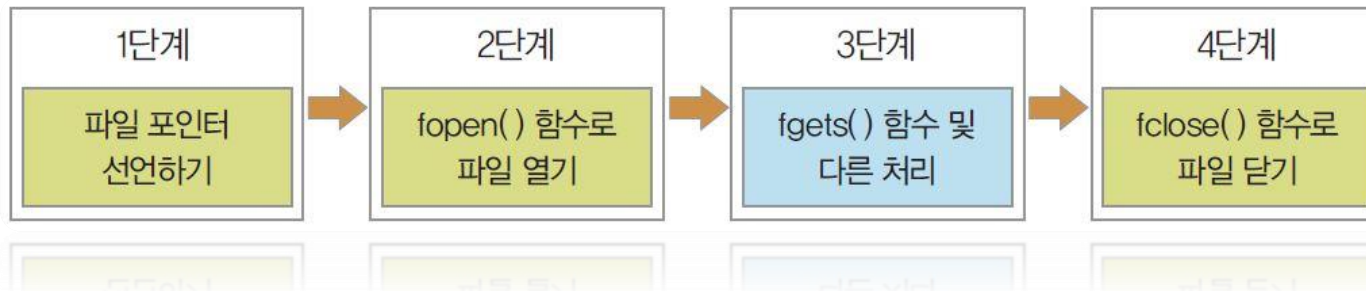 1단계
파일 포인터
선언하기
2단계
fopen( ) 함수로
파일 열기
3단계
fgets( ) 함수 및
다른 처리
4단계
fclose( ) 함수로
파일 닫기